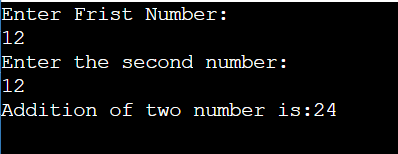 Enter Frist Number:
12
Enter the second number:
12
Addition of two number is:24